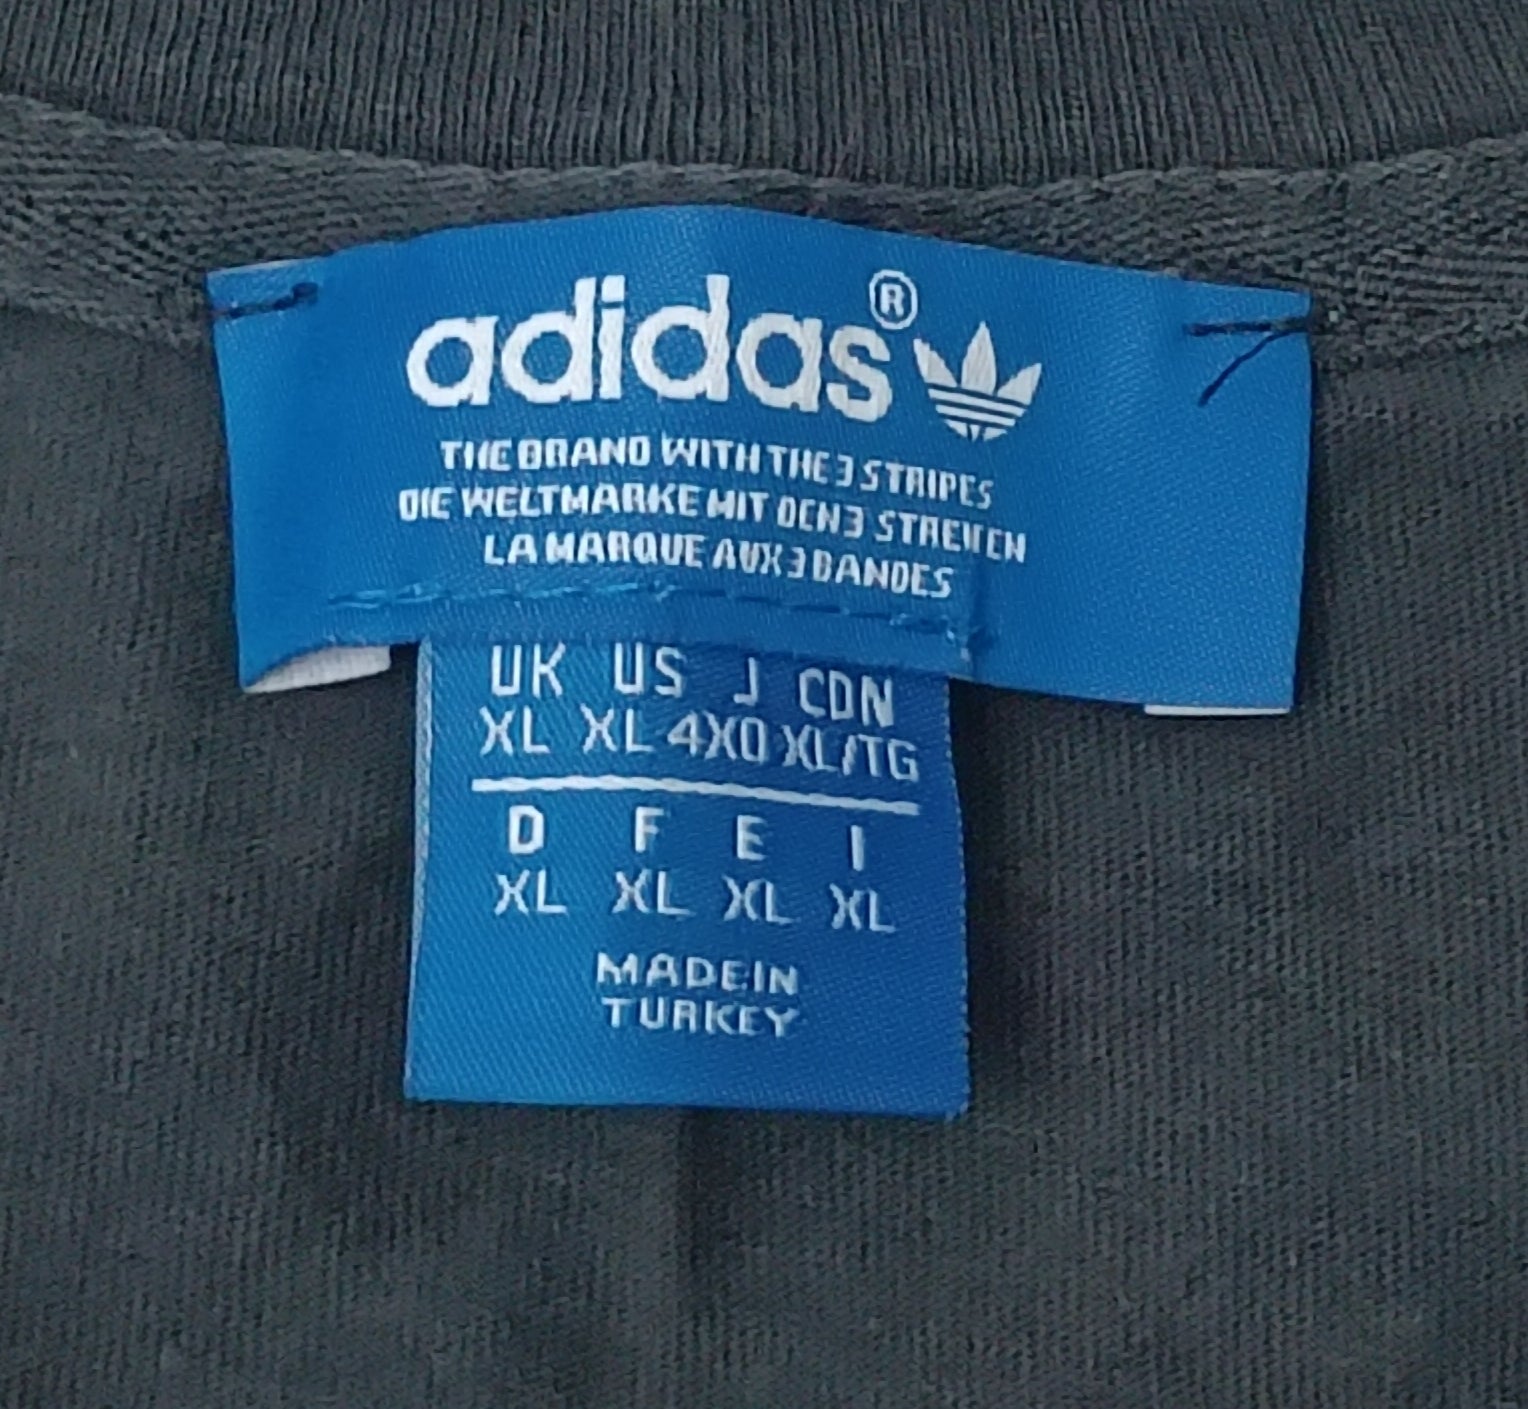 adidas®
THE BRAND WITH THE 3 STRIPES
DIE WELTMARKE MIT DEN 3 STREIFEN
LA MARQUE AUX 3 BANDES
UK US J CDN
XL XL 4XO XL/TG
D F E I
XL XL XL XL
MADE IN
TURKEY